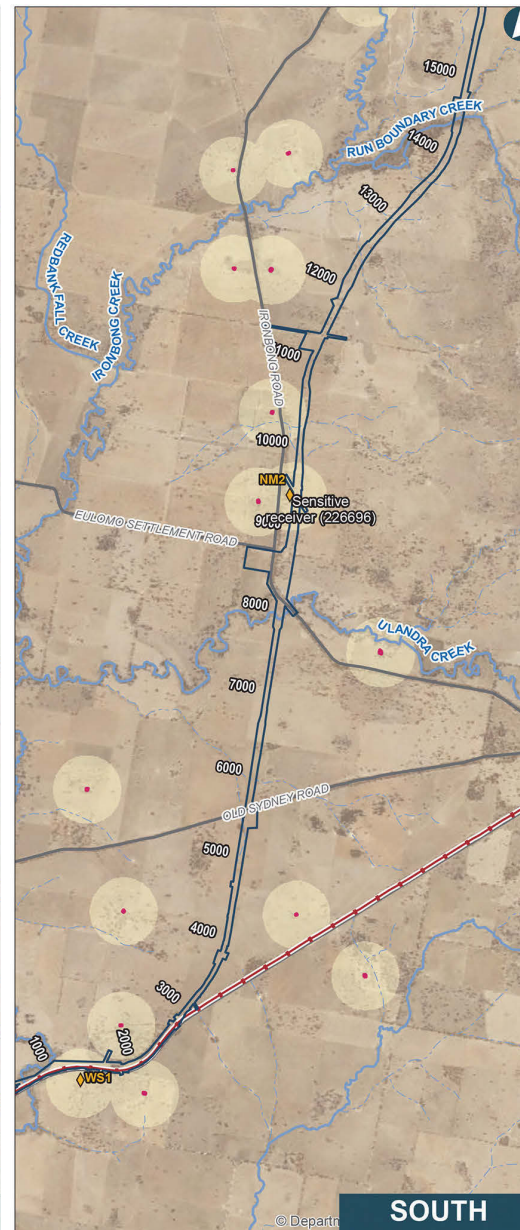 15000
RUN BOUNDARY CREEK
14000
13000
REDBANK FALL CREEK
IRONBONG CREEK
12000
IRONBONG ROAD
1000
10000
NM2
Sensitive
receiver (226696)
9000
EULOMO SETTLEMENT ROAD
8000
ULANDRA CREEK
7000
6000
OLD SYDNEY ROAD
5000
4000
3000
2000
1000
WS1
SOUTH
©